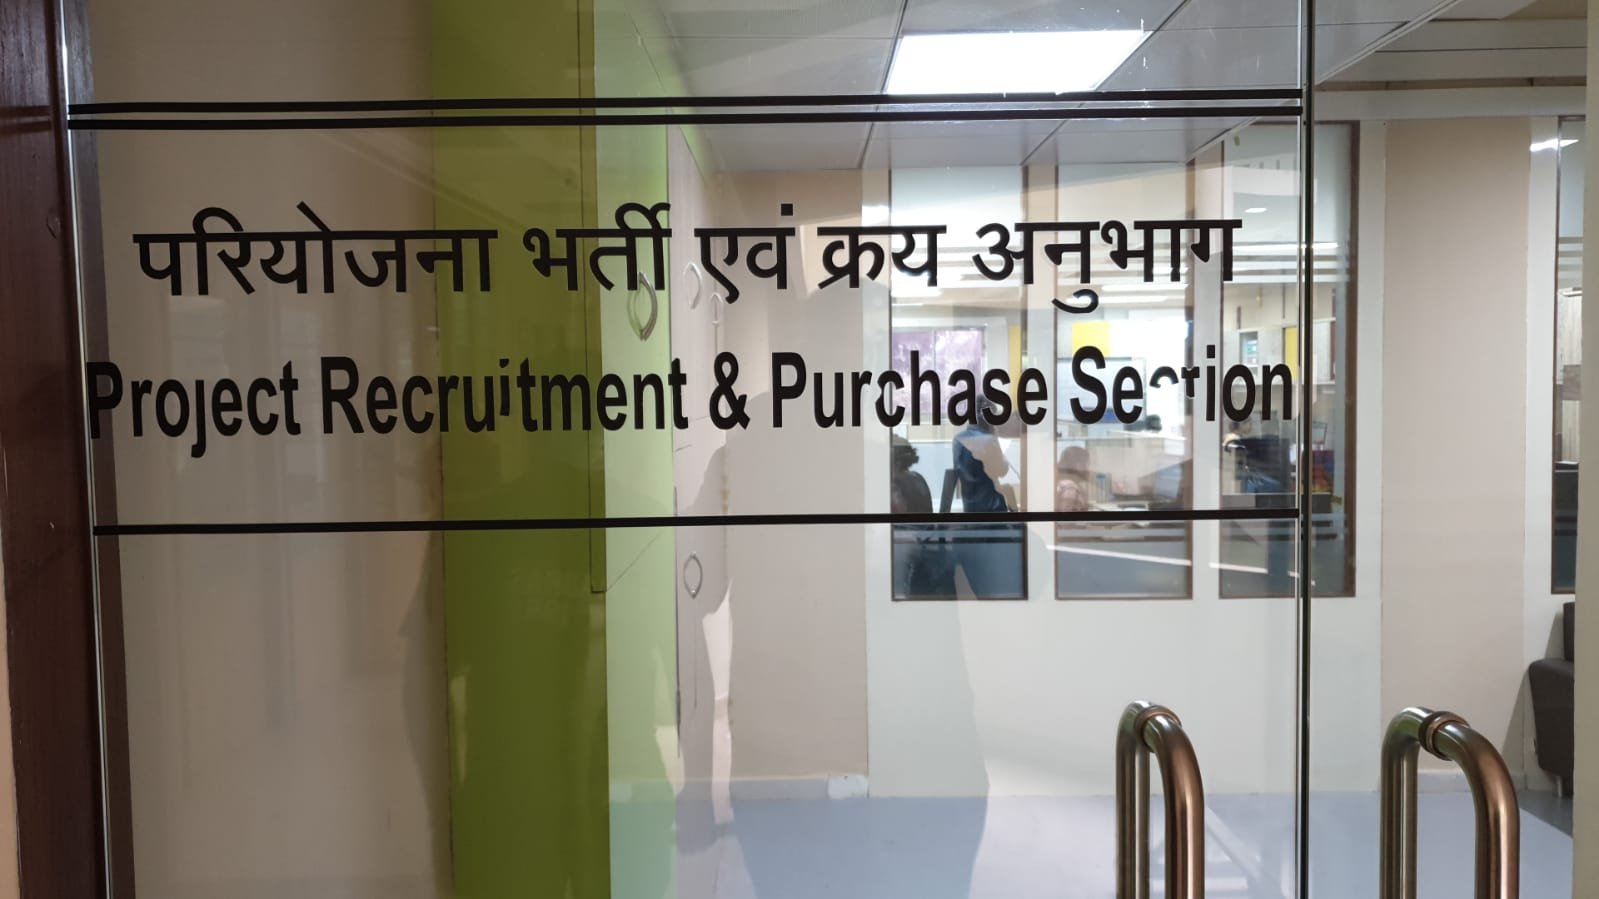 परियोजना भर्ती एवं क्रय अनुभाग
Project Recruitment & Purchase Section